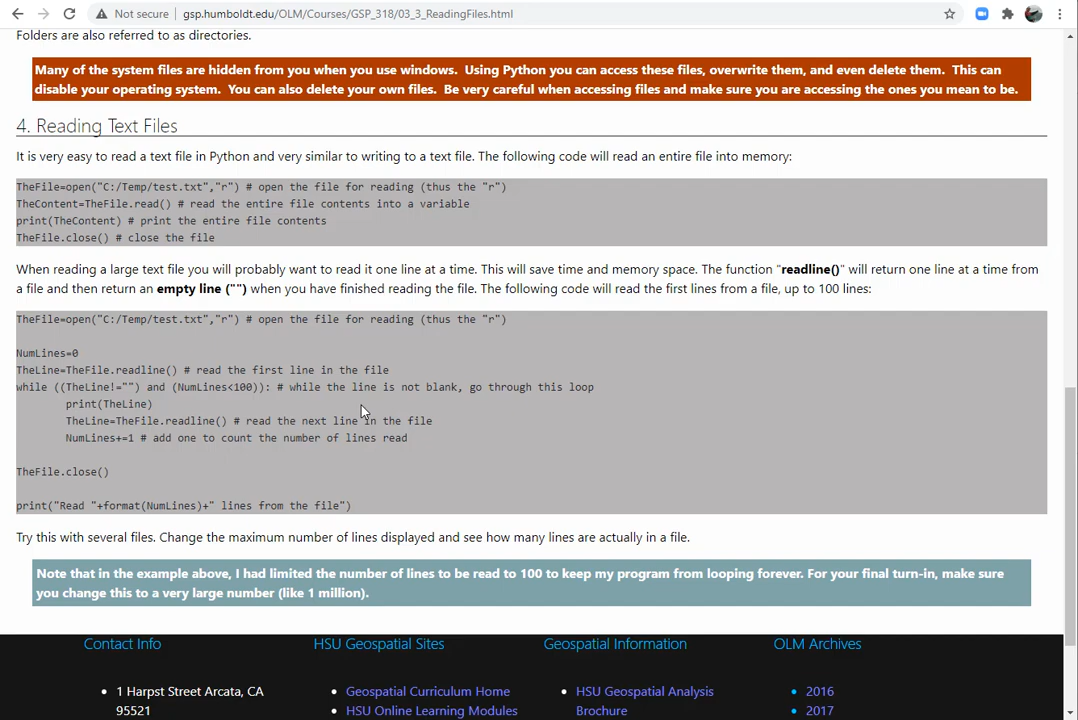 Not secure | gsp.humboldt.edu/OLM/Courses/GSP_318/03_3_ReadingFiles.html
Folders are also referred to as directories.
Many of the system files are hidden from you when you use windows. Using Python you can access these files, overwrite them, and even delete them. This can
disable your operating system. You can also delete your own files. Be very careful when accessing files and make sure you are accessing the ones you mean to be.
4. Reading Text Files
It is very easy to read a text file in Python and very similar to writing to a text file. The following code will read an entire file into memory:
TheFile=open("C:/Temp/test.txt","r") # open the file for reading (thus the "r")
TheContent=TheFile.read() # read the entire file contents into a variable
print(TheContent) # print the entire file contents
TheFile.close() # close the file
When reading a large text file you will probably want to read it one line at a time. This will save time and memory space. The function "readline()" will return one line at a time from
a file and then return an empty line ("") when you have finished reading the file. The following code will read the first lines from a file, up to 100 lines:
TheFile=open("C:/Temp/test.txt","r") # open the file for reading (thus the "r")
NumLines=0
TheLine=TheFile.readline() # read the first line in the file
while ((TheLine!="") and (NumLines<100)): # while the line is not blank, go through this loop
print(TheLine)
TheLine=TheFile.readline() # read the next line in the file
NumLines+=1 # add one to count the number of lines read
TheFile.close()
print("Read "+format(NumLines)+" lines from the file")
Try this with several files. Change the maximum number of lines displayed and see how many lines are actually in a file.
Note that in the example above, I had limited the number of lines to be read to 100 to keep my program from looping forever. For your final turn-in, make sure
you change this to a very large number (like 1 million).
Contact Info
• 1 Harpst Street Arcata, CA
95521
HSU Geospatial Sites
• Geospatial Curriculum Home
• HSU Online Learning Modules
Geospatial Information
• HSU Geospatial Analysis
Brochure
OLM Archives
• 2016
• 2017